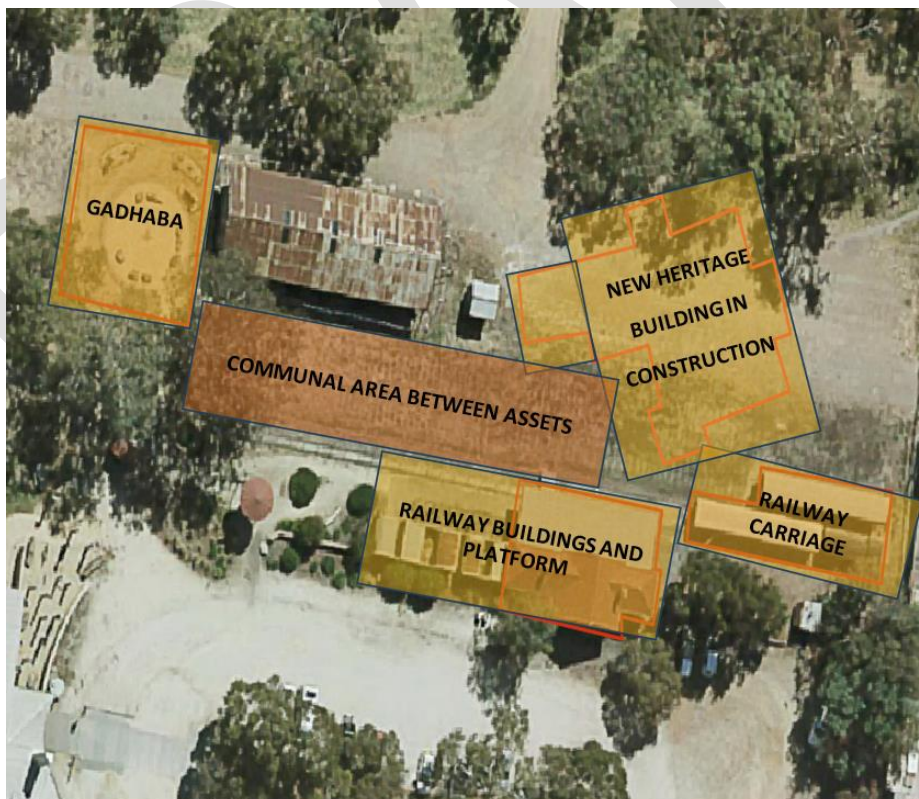 GADHABA
NEW HERITAGE
BUILDING IN
CONSTRUCTION
COMMUNAL AREA BETWEEN ASSETS
RAILWAY BUILDINGS AND
PLATFORM
RAILWAY
CARRIAGE